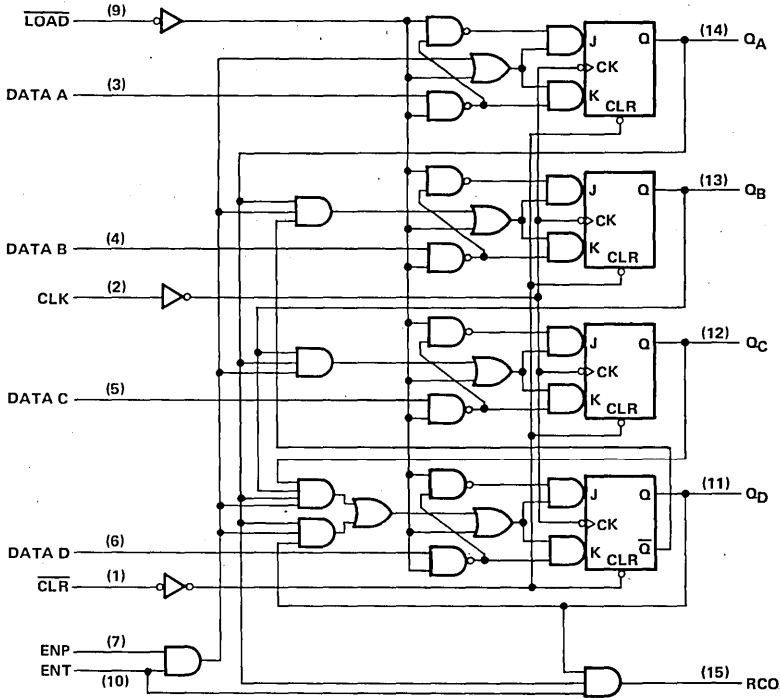 LOAD (9)
J Q (14) QA
CK
DATA A (3)
K
CLR
J Q (13) QB
CK
DATA B (4)
K
CLR
CLK (2)
J Q (12) QC
CK
DATA C (5)
K
CLR
J Q (11) QD
CK
DATA D (6)
K Q
CLR
CLR (1)
ENP (7)
ENT
(10)
(15) RCO